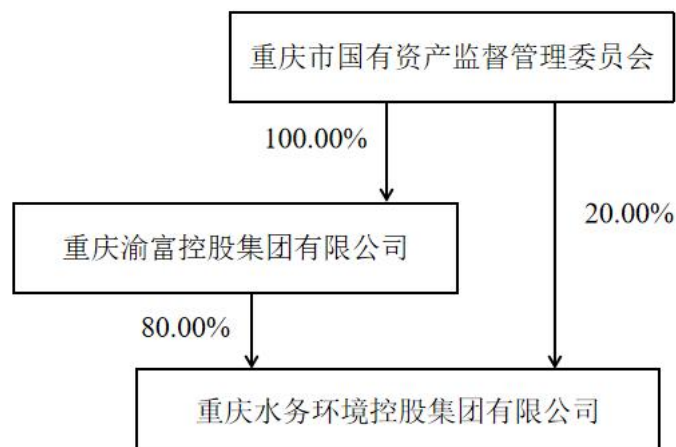 重庆市国有资产监督管理委员会
100.00%
20.00%
重庆渝富控股集团有限公司
80.00%
重庆水务环境控股集团有限公司